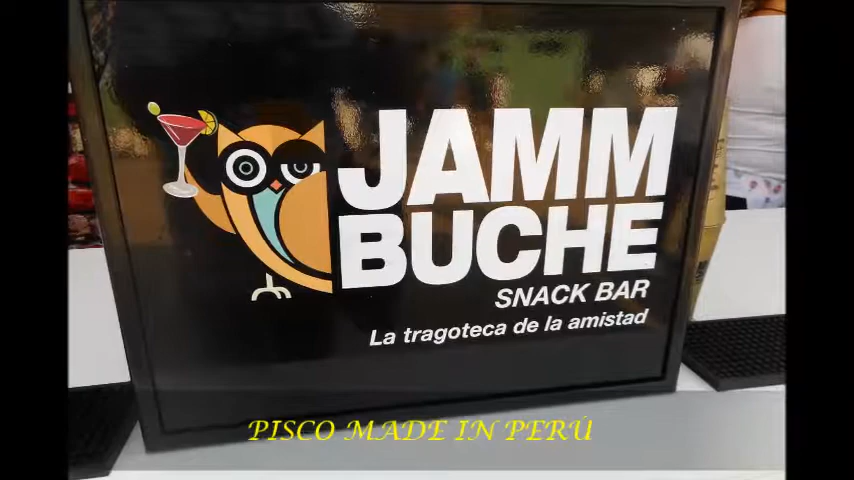 JAMM
BUCHE
SNACK BAR
La tragoteca de la amistad
PISCO MADE IN PERÚ